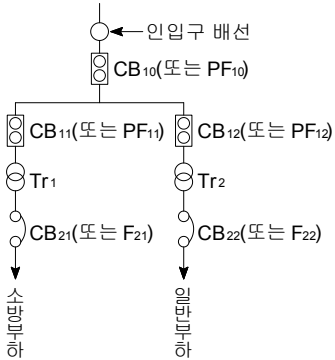 인입구 배선
CB10(또는 PF10)
CB11(또는 PF11)
CB12(또는 PF12)
Tr1
Tr2
CB21(또는 F21)
CB22(또는 F22)
소방부하
일반부하